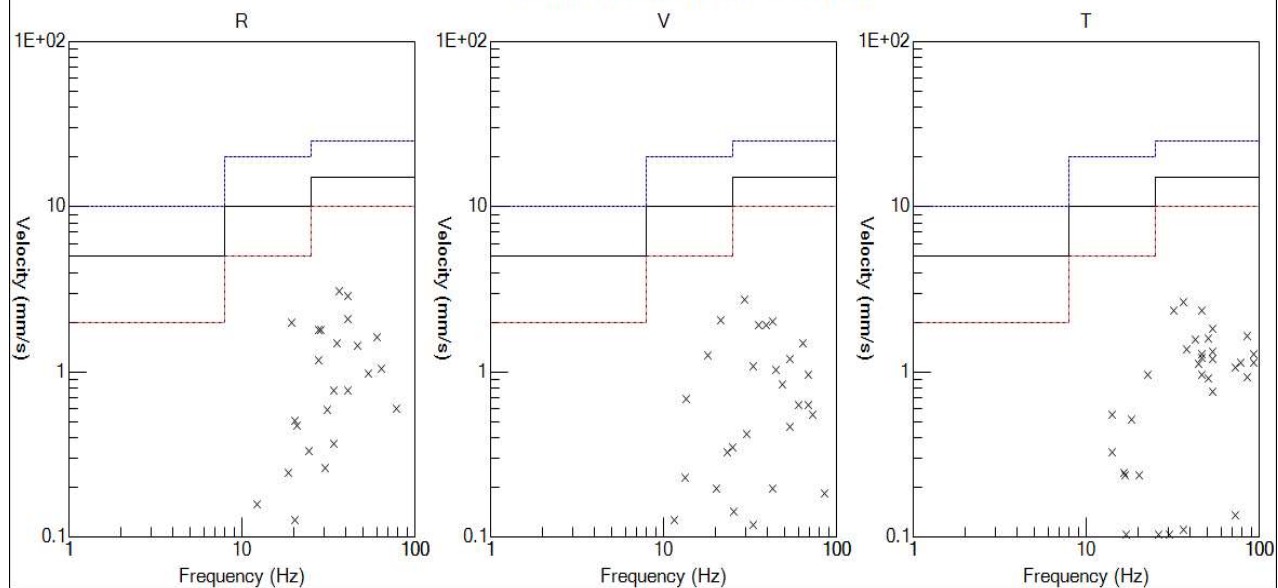 R V T
1E+02 1E+02 1E+02
10 10 10
Velocity (mm/s) Velocity (mm/s) Velocity (mm/s)
1 1 1
0.1 0.1 0.1
1 10 100 1 10 100 1 10 100
Frequency (Hz) Frequency (Hz) Frequency (Hz)